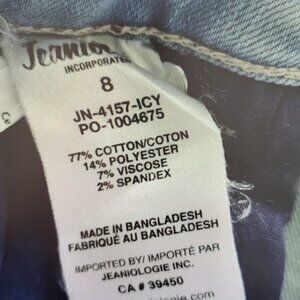 INCORPORATED
8
JN-4157-ICY
PO-1004675
77% COTTON/COTON
14% POLYESTER
7% VISCOSE
2% SPANDEX
MADE IN BANGLADESH
FABRIQUÉ AU BANGLADESH
IMPORTED BY/ IMPORTÉ PAR
JEANIOLOGIE INC.
CA # 39450